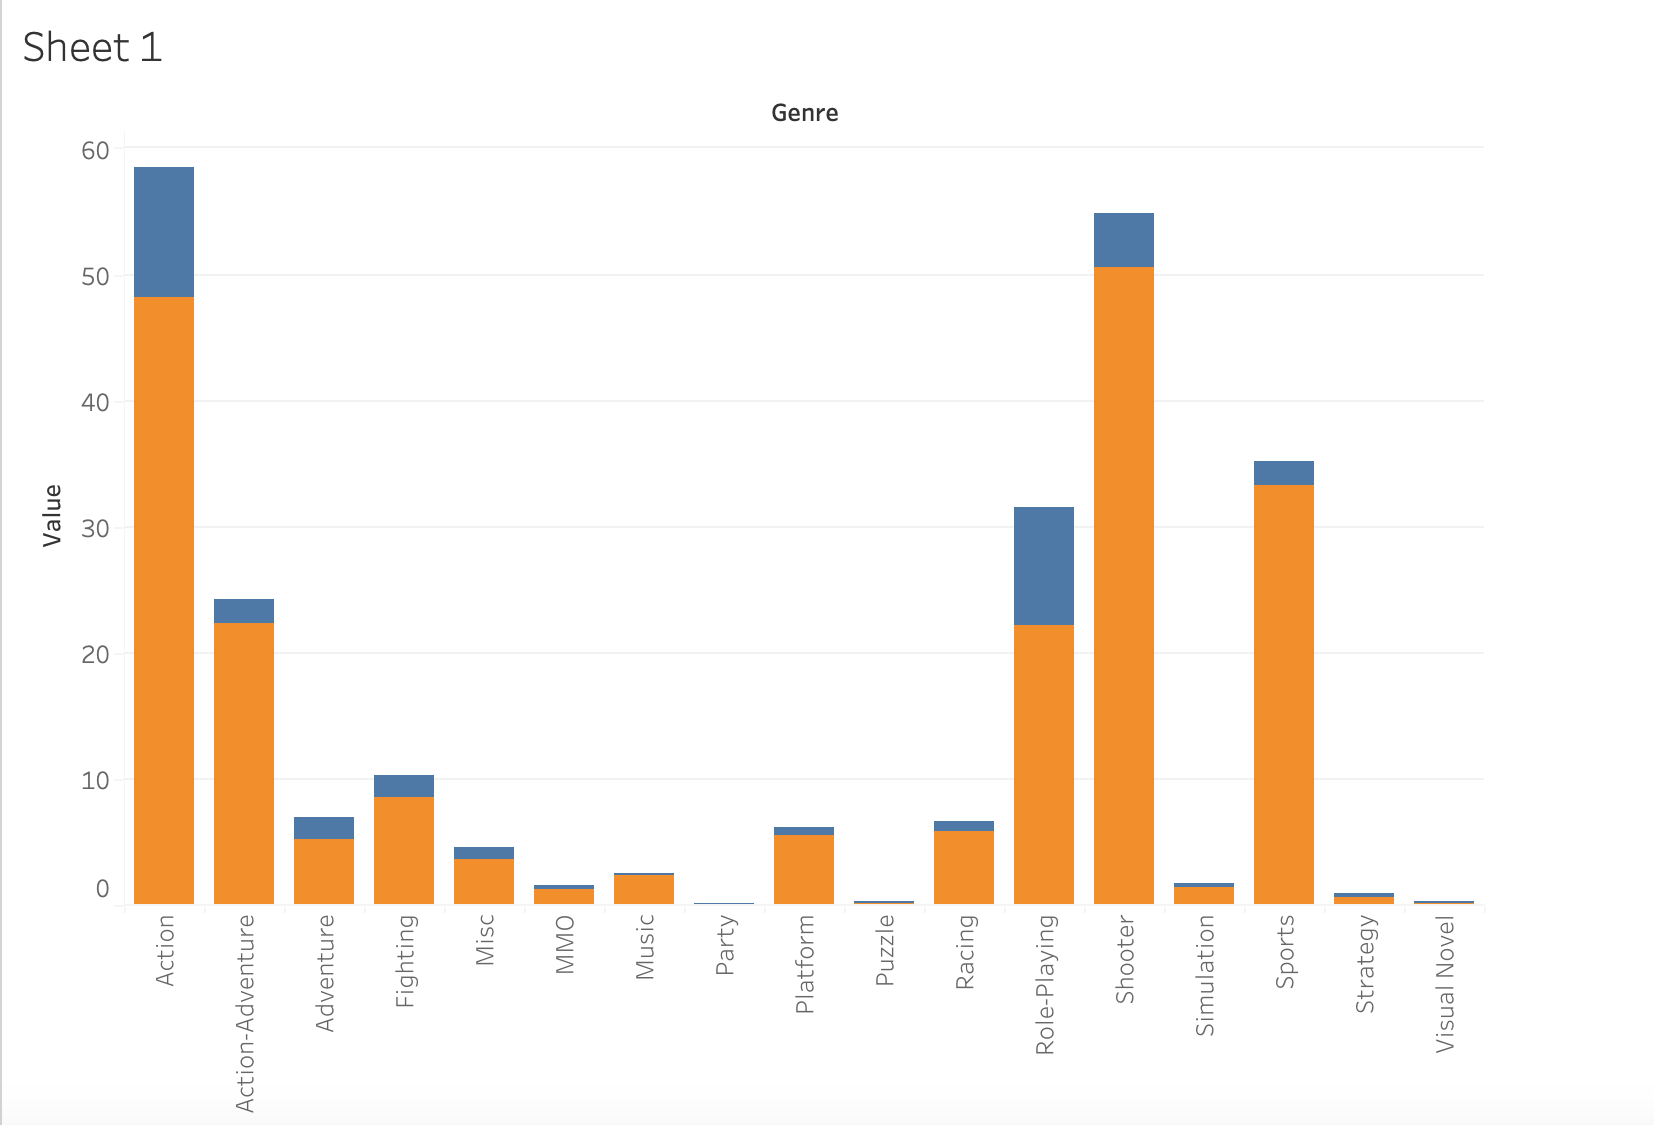 Sheet 1
Genre
Value
60
50
40
30
20
10
0
Action
Action-Adventure
Adventure
Fighting
Misc
MMO
Music
Party
Platform
Puzzle
Racing
Role-Playing
Shooter
Simulation
Sports
Strategy
Visual Novel